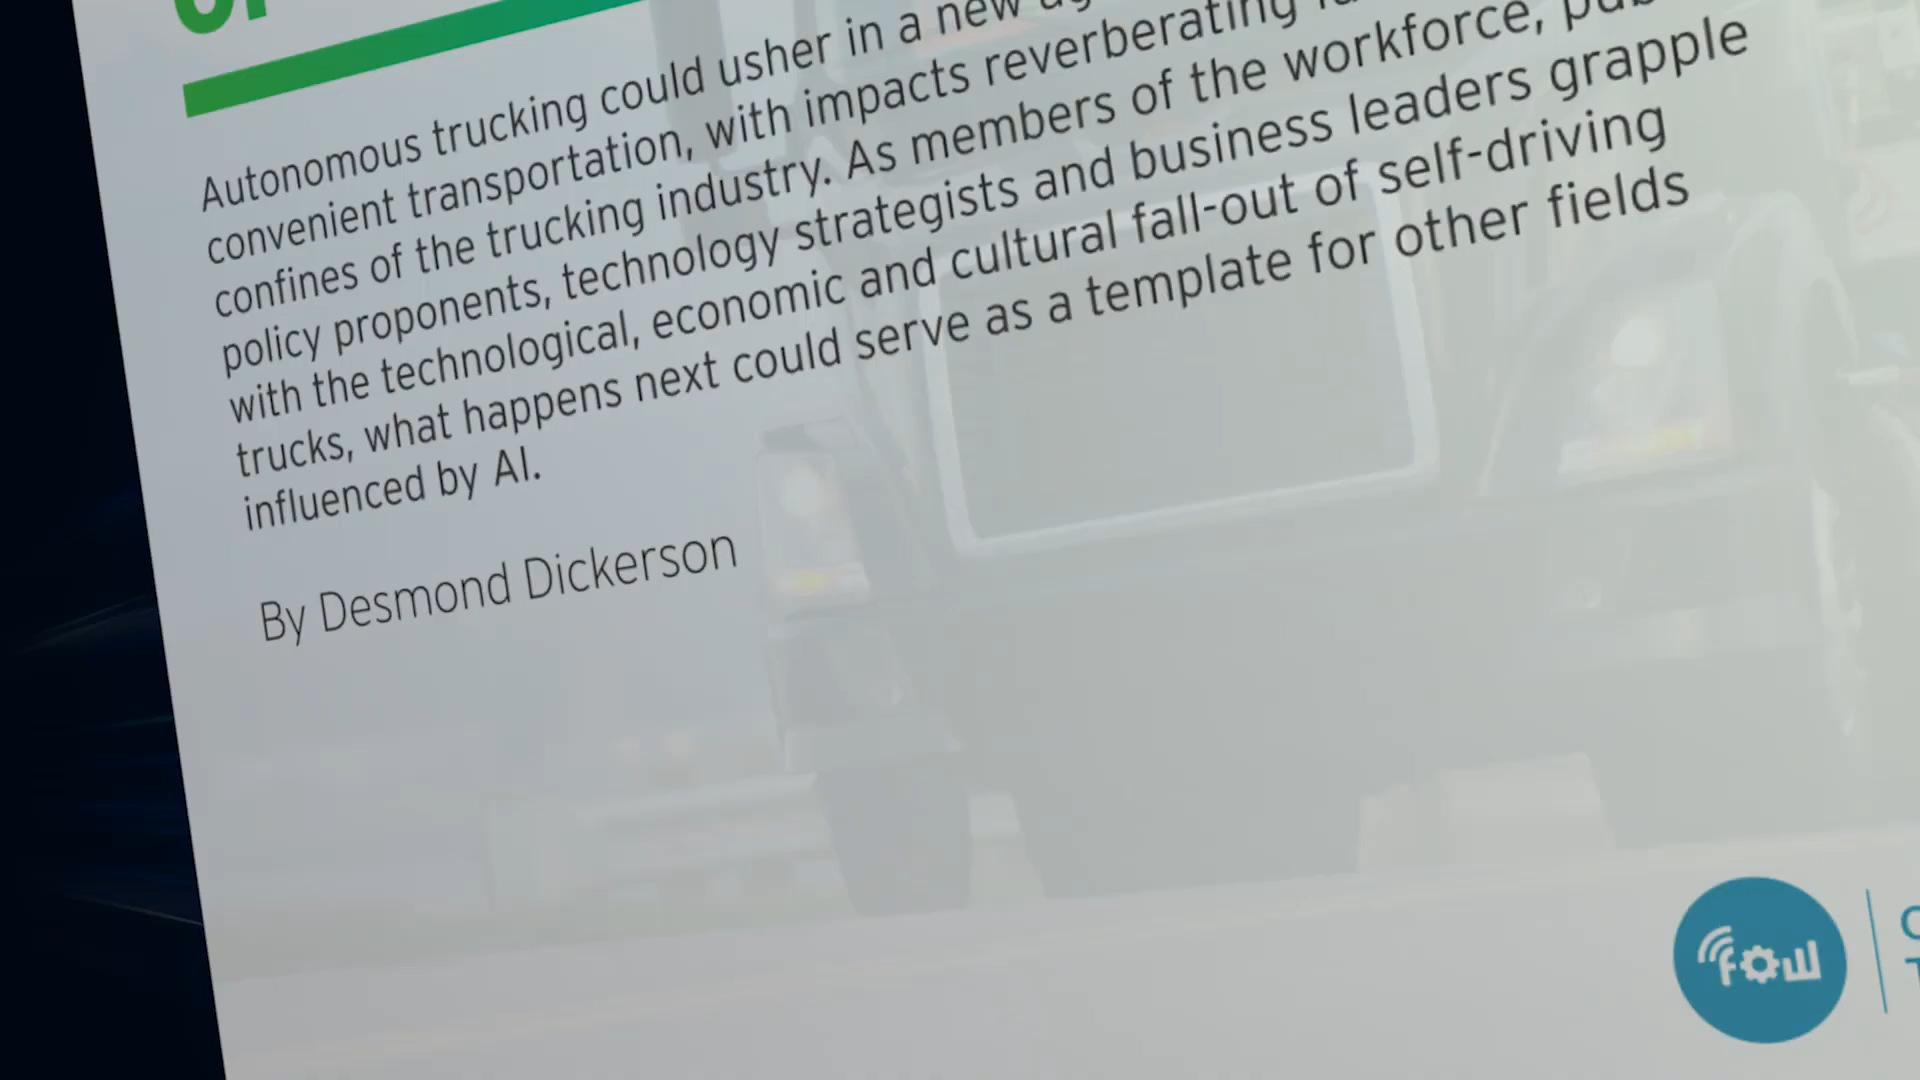 Autonomous trucking could usher in a new
convenient transportation, with impacts reverberating
confines of the trucking industry. As members of the workforce,
policy proponents, technology strategists and business leaders grapple
with the technological, economic and cultural fall-out of self-driving
trucks, what happens next could serve as a template for other fields
influenced by AI.
By Desmond Dickerson
fow